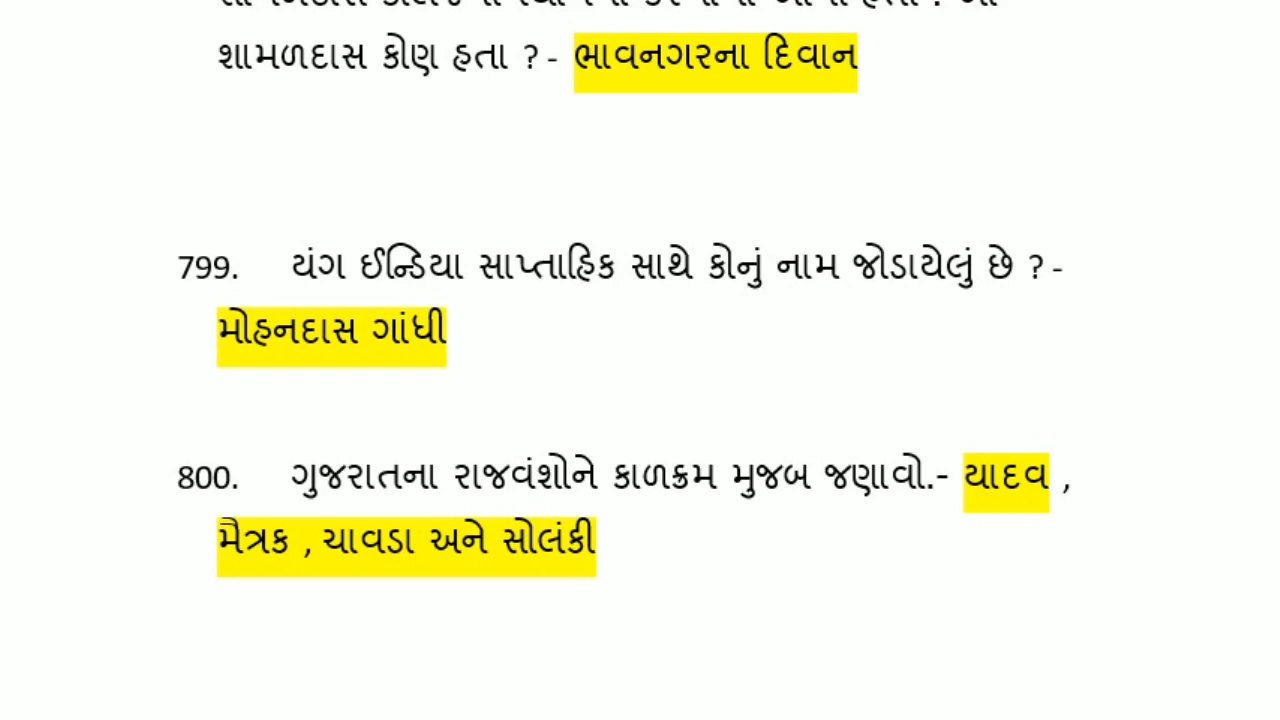 શામળદાસ કોણ હતા ? - ભાવનગરના દિવાન
799. યંગ ઈન્ડિયા સાપ્તાહિક સાથે કોનું નામ જોડાયેલું છે ? -
મોહનદાસ ગાંધી
800. ગુજરાતના રાજવંશોને કાળક્રમ મુજબ જણાવો.- યાદવ ,
મૈત્રક , ચાવડા અને સોલંકી